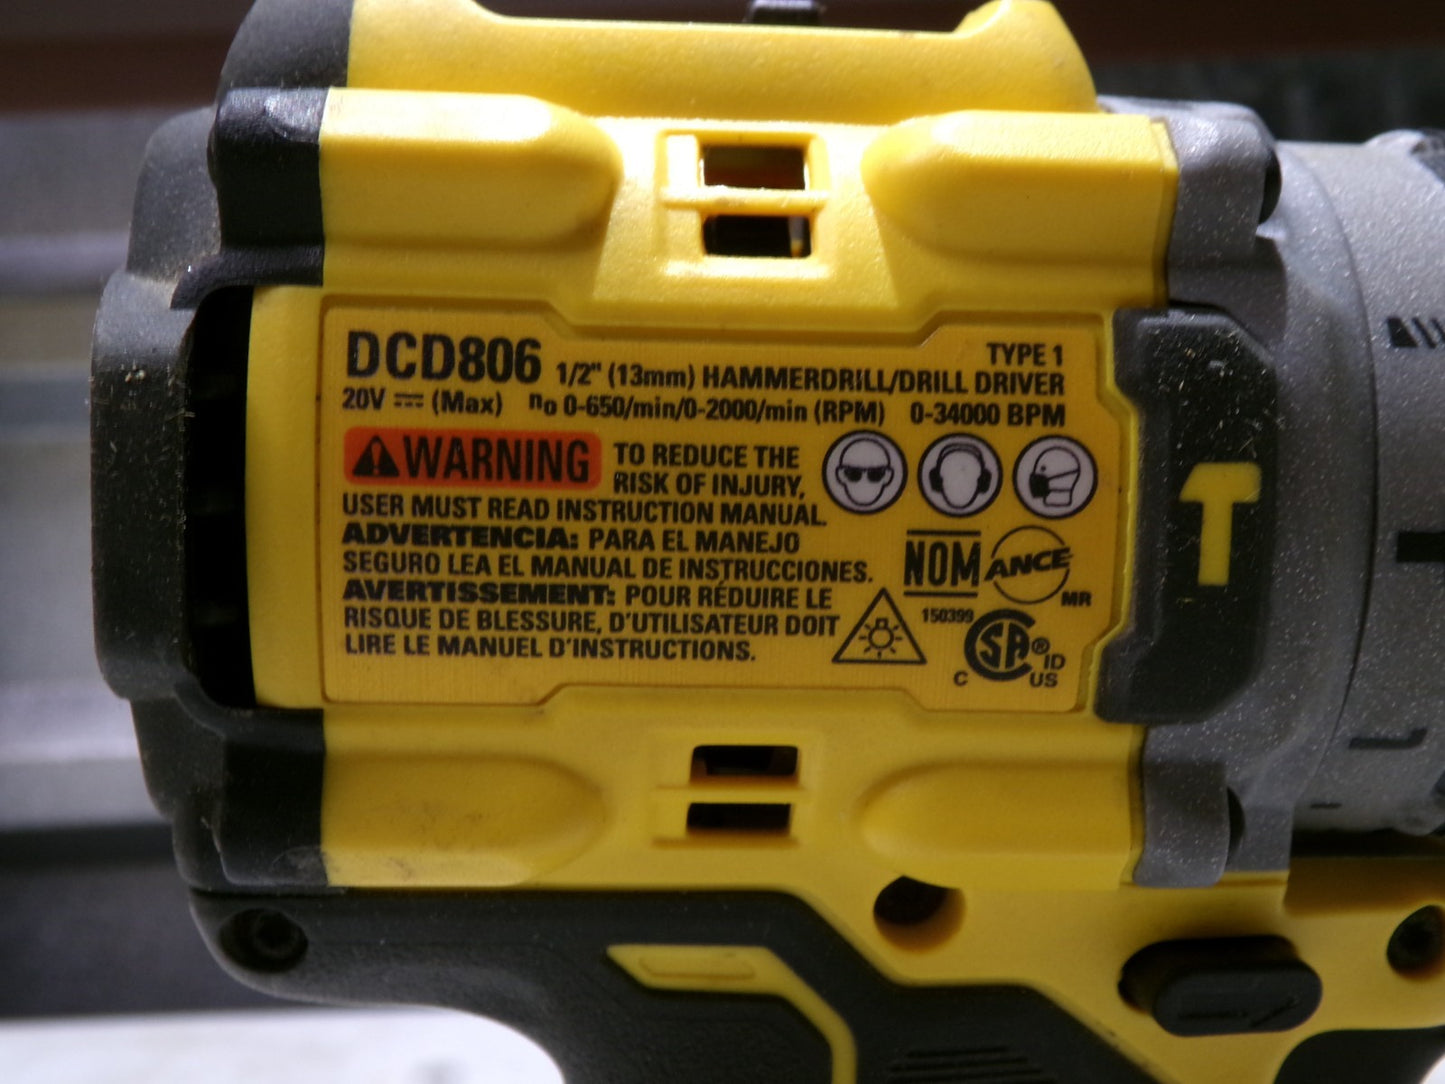 DCD806 1/2" (13mm) HAMMERDRILL/DRILL DRIVER
TYPE 1
20V ⎓ (Max) no 0-650/min/0-2000/min (RPM) 0-34000 BPM
⚠WARNING TO REDUCE THE
RISK OF INJURY,
USER MUST READ INSTRUCTION MANUAL.
ADVERTENCIA: PARA EL MANEJO
SEGURO LEA EL MANUAL DE INSTRUCCIONES.
AVERTISSEMENT: POUR RÉDUIRE LE
RISQUE DE BLESSURE, D'UTILISATEUR DOIT
LIRE LE MANUEL D'INSTRUCTIONS.
NOM
ANCE
MR
150399
CSA®
ID
C US